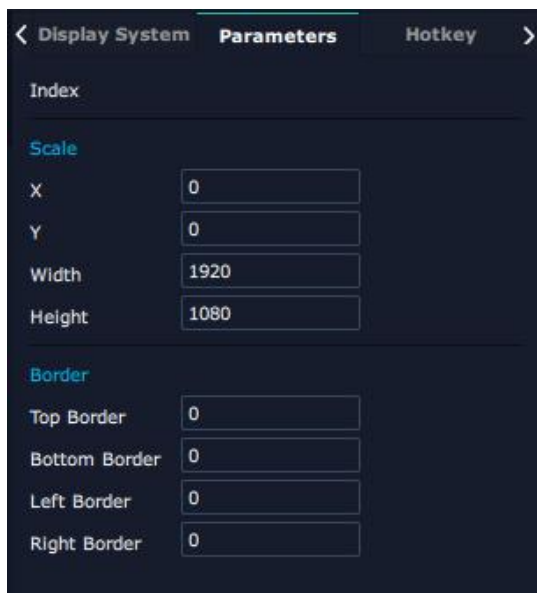 Display System Parameters Hotkey
Index
Scale
X 0
Y 0
Width 1920
Height 1080
Border
Top Border 0
Bottom Border 0
Left Border 0
Right Border 0